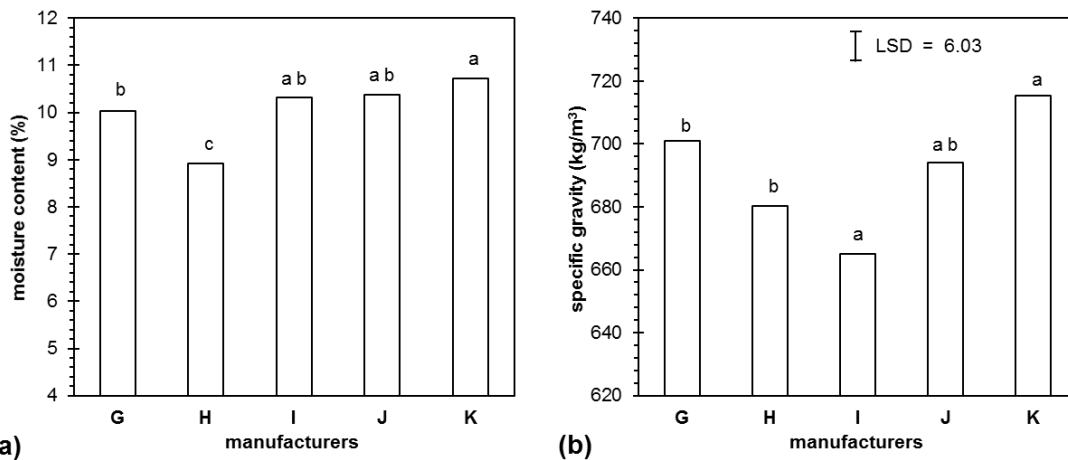 12
11
10
9
8
7
6
5
4
moisture content (%)
b
c
a b
a b
a
G H I J K
manufacturers
a)
740
720
700
680
660
640
620
specific gravity (kg/m³)
LSD = 6.03
b
b
a
a b
a
G H I J K
manufacturers
(b)